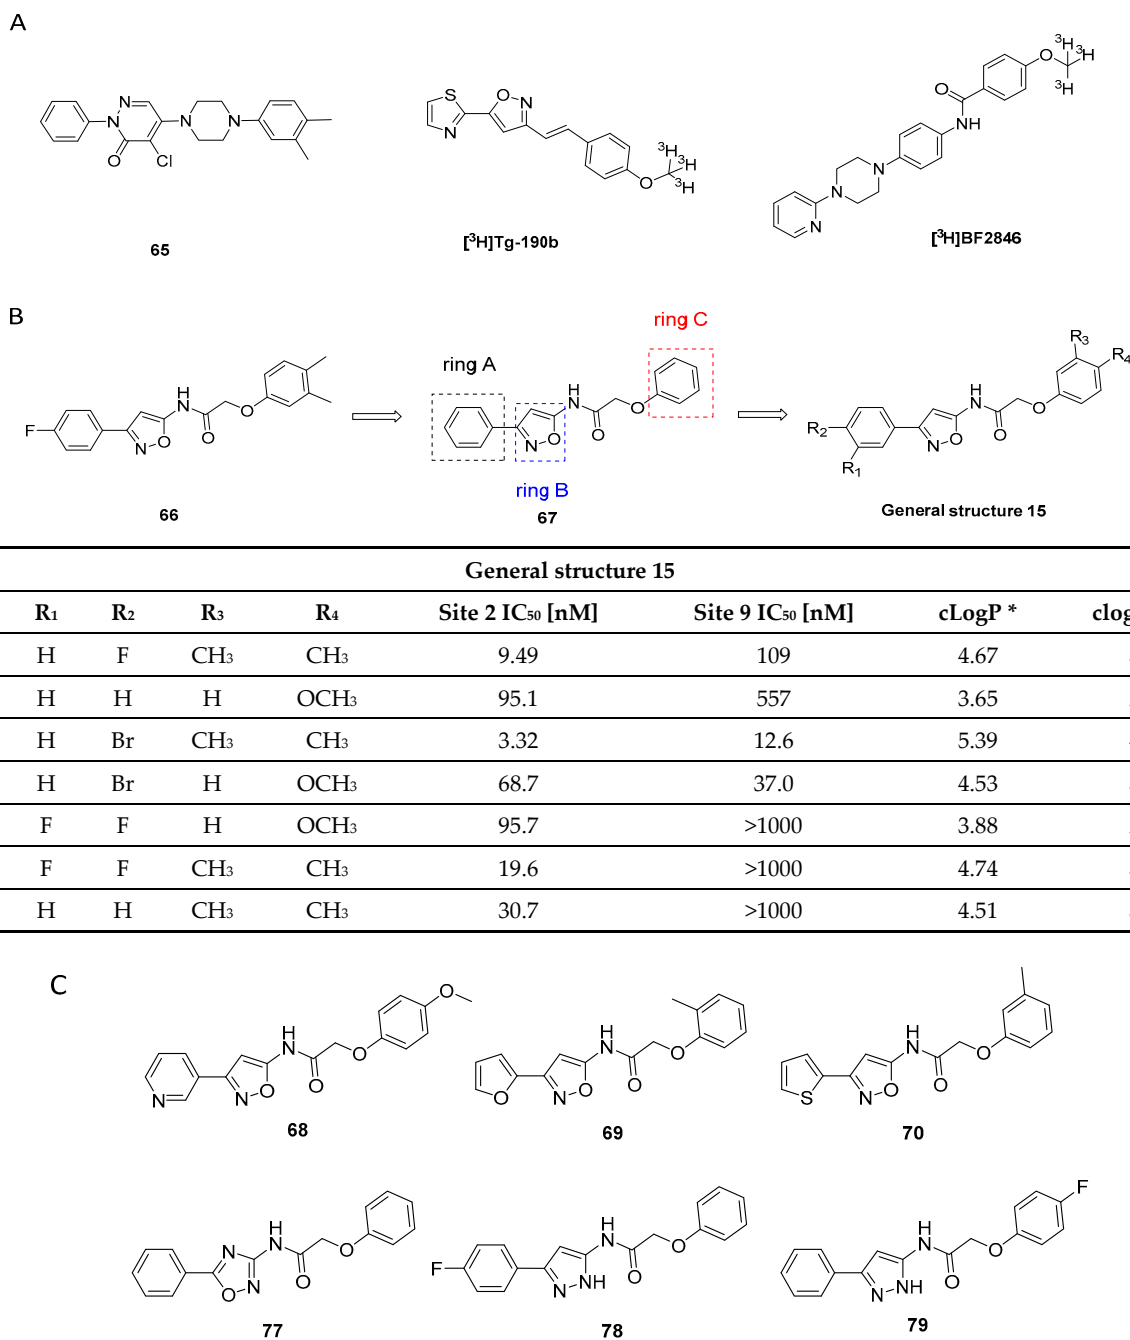 A
65
[³H]Tg-190b
[³H]BF2846
B
ring A
ring B
ring C
66
67
General structure 15
General structure 15
R₁ R₂ R₃ R₄ Site 2 IC₅₀ [nM] Site 9 IC₅₀ [nM] cLogP * clog
H F CH₃ CH₃ 9.49 109 4.67
H H H OCH₃ 95.1 557 3.65
H Br CH₃ CH₃ 3.32 12.6 5.39
H Br H OCH₃ 68.7 37.0 4.53
F F H OCH₃ 95.7 >1000 3.88
F F CH₃ CH₃ 19.6 >1000 4.74
H H CH₃ CH₃ 30.7 >1000 4.51
C
68
69
70
77
78
79